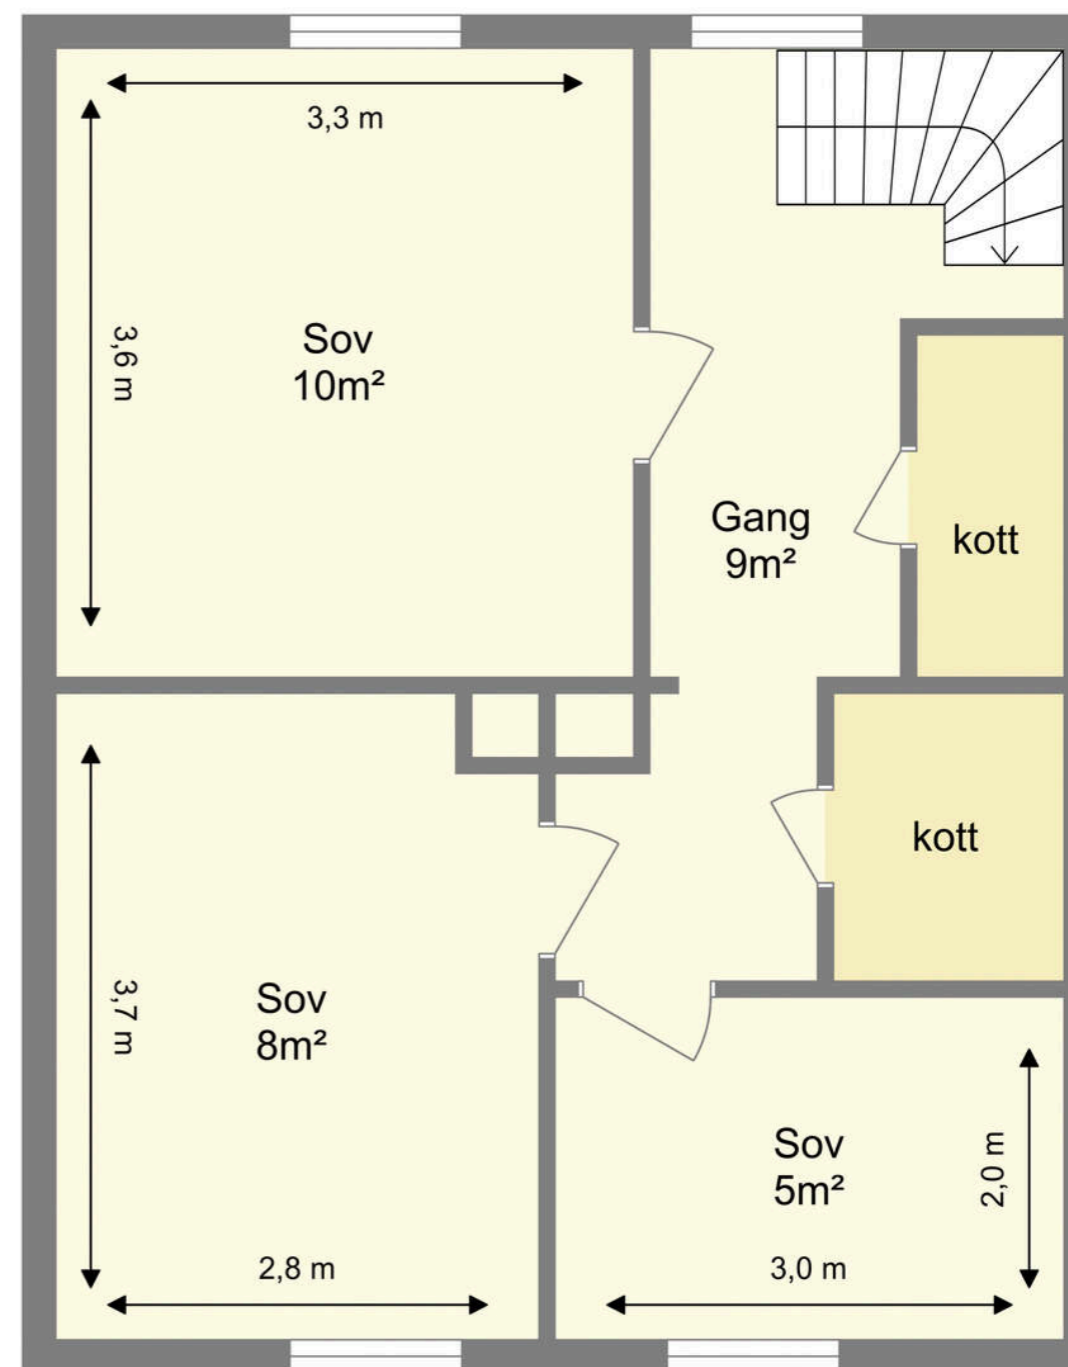 3,3 m
3,6 m
Sov
10m²
Gang
9m²
kott
kott
Sov
8m²
3,7 m
2,8 m
Sov
5m²
2,0 m
3,0 m